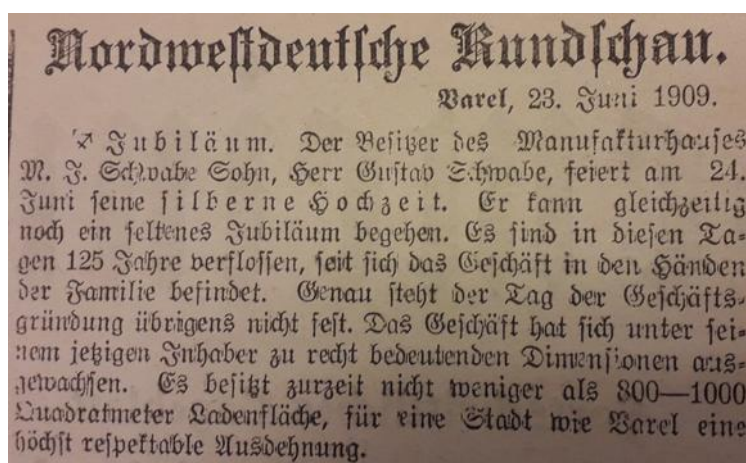 Nordwestdeutsche Rundschau.
Varel, 23. Juni 1909.
Jubiläum. Der Besitzer des Manufakturhauses
M. J. Schwabe Sohn, Herr Gustav Schwabe, feiert am 24.
Juni seine silberne Hochzeit. Er kann gleichzeitig
noch ein seltenes Jubiläum begehen. Es sind in diesen Ta-
gen 125 Jahre verflossen, seit sich das Geschäft in den Händen
der Familie befindet. Genau steht der Tag der Geschäfts-
gründung übrigens nicht fest. Das Geschäft hat sich unter sei-
nem jetzigen Inhaber zu recht bedeutenden Dimensionen aus-
gewachsen. Es besitzt zurzeit nicht weniger als 800—1000
Quadratmeter Ladenfläche, für eine Stadt wie Varel eine
höchst respektable Ausdehnung.